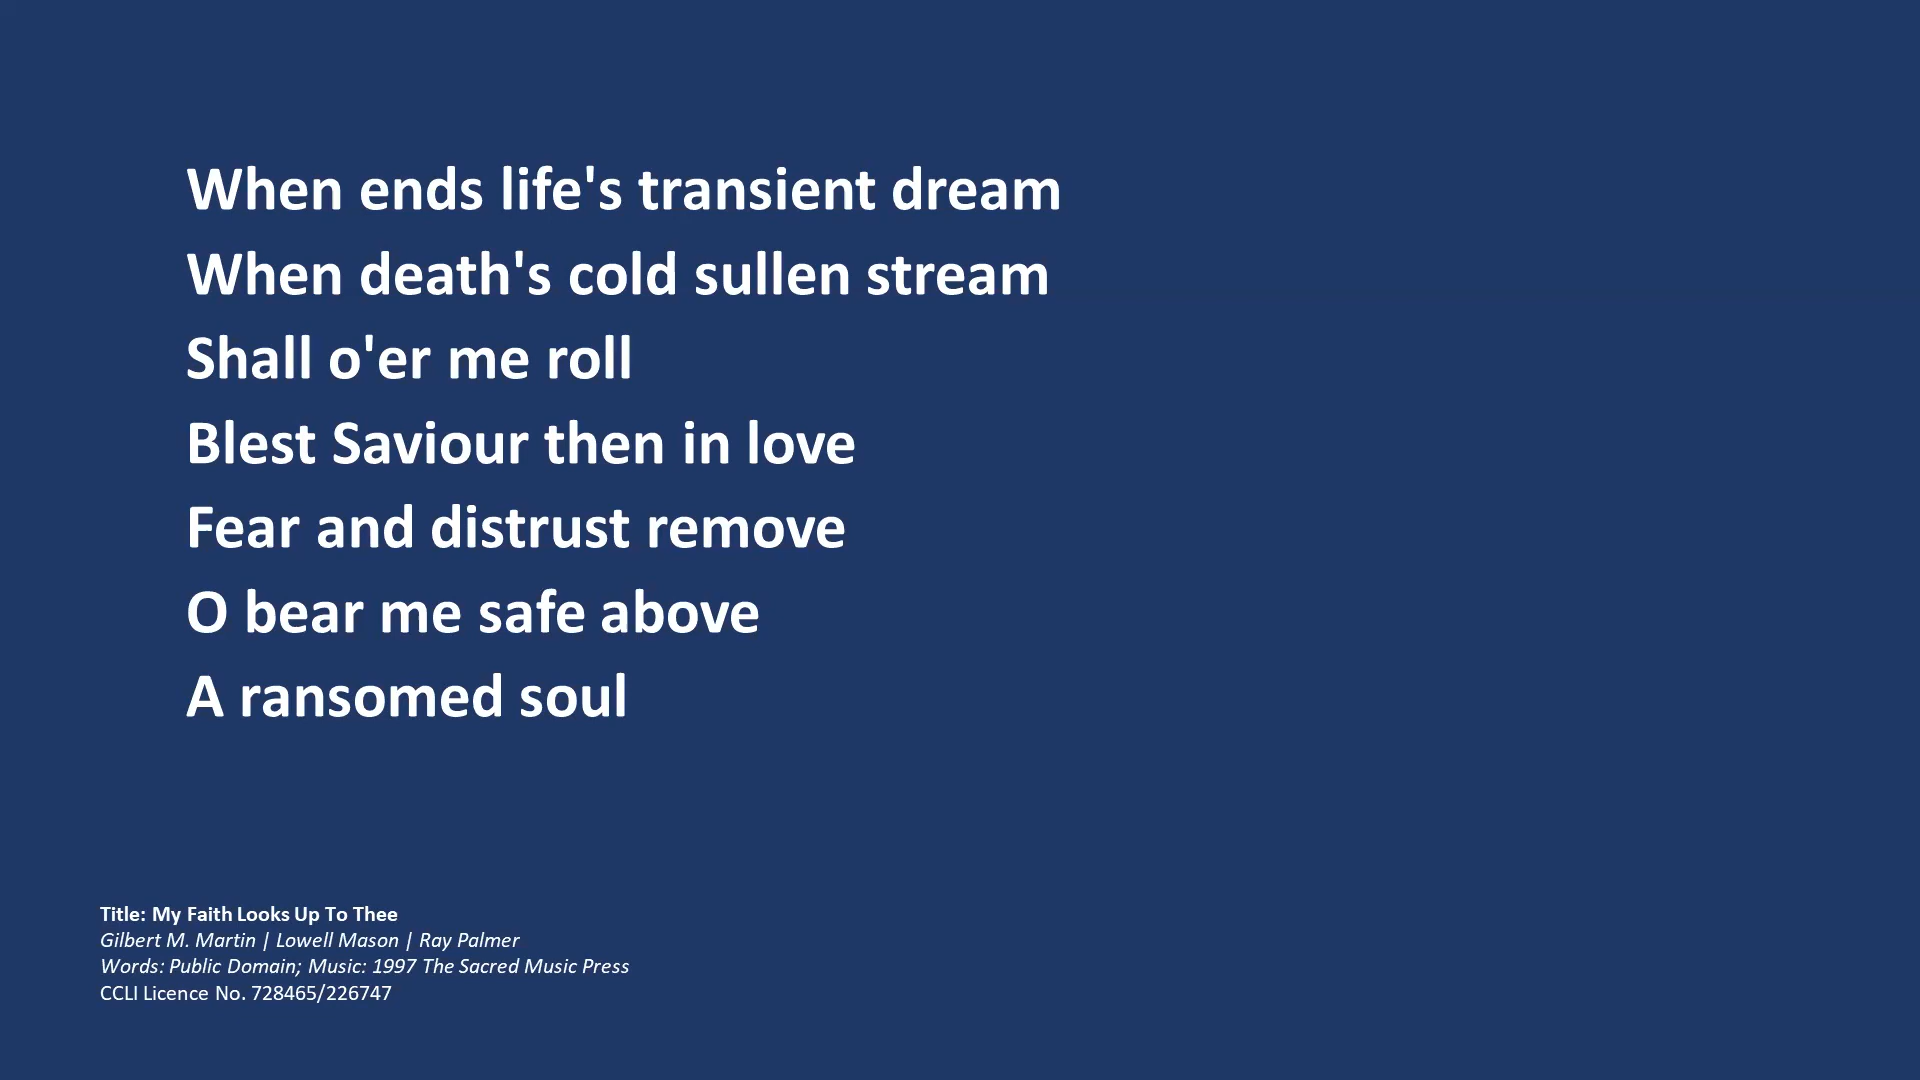 When ends life's transient dream
When death's cold sullen stream
Shall o'er me roll
Blest Saviour then in love
Fear and distrust remove
O bear me safe above
A ransomed soul
Title: My Faith Looks Up To Thee
Gilbert M. Martin | Lowell Mason | Ray Palmer
Words: Public Domain; Music: 1997 The Sacred Music Press
CCLI Licence No. 728465/226747